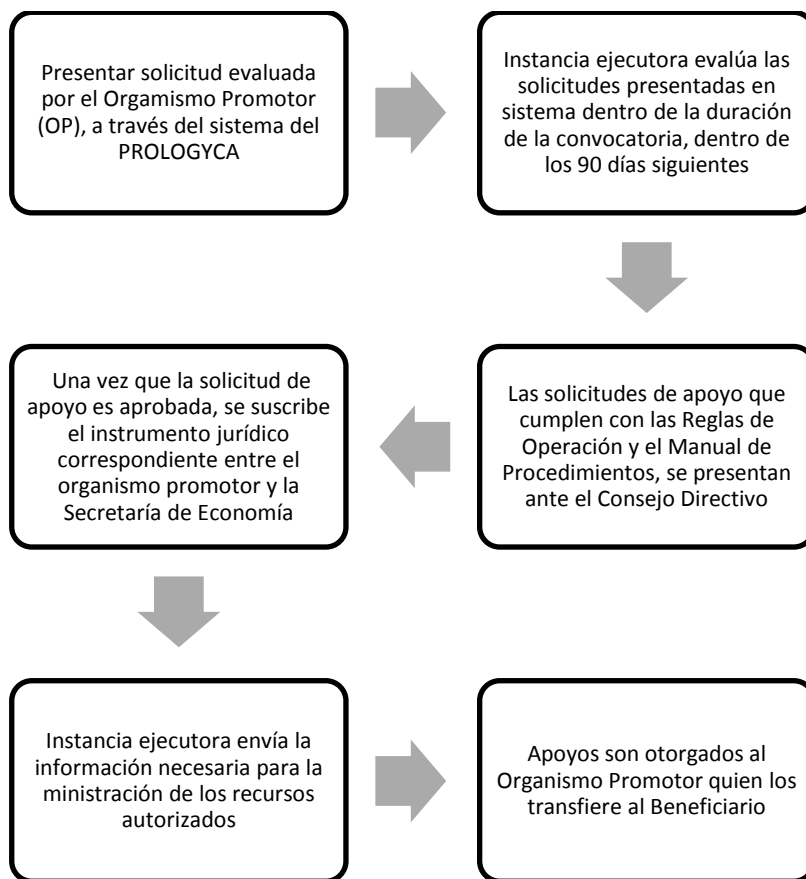 Presentar solicitud evaluada
por el Orgamismo Promotor
(OP), a través del sistema del
PROLOGYCA
Instancia ejecutora evalúa las
solicitudes presentadas en
sistema dentro de la duración
de la convocatoria, dentro de
los 90 días siguientes
Las solicitudes de apoyo que
cumplen con las Reglas de
Operación y el Manual de
Procedimientos, se presentan
ante el Consejo Directivo
Una vez que la solicitud de
apoyo es aprobada, se suscribe
el instrumento jurídico
correspondiente entre el
organismo promotor y la
Secretaría de Economía
Instancia ejecutora envía la
información necesaria para la
ministración de los recursos
autorizados
Apoyos son otorgados al
Organismo Promotor quien los
transfiere al Beneficiario